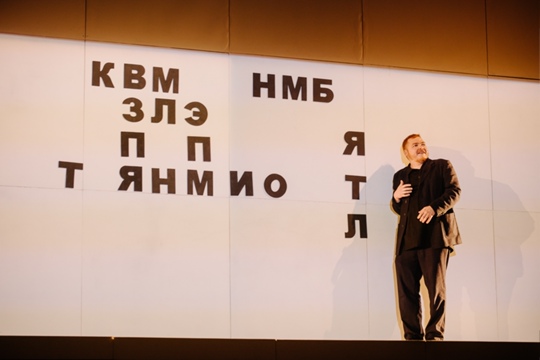 КВМ НМБ
ЗЛЭ
П П Я
Т ЯНМИО Т
Л